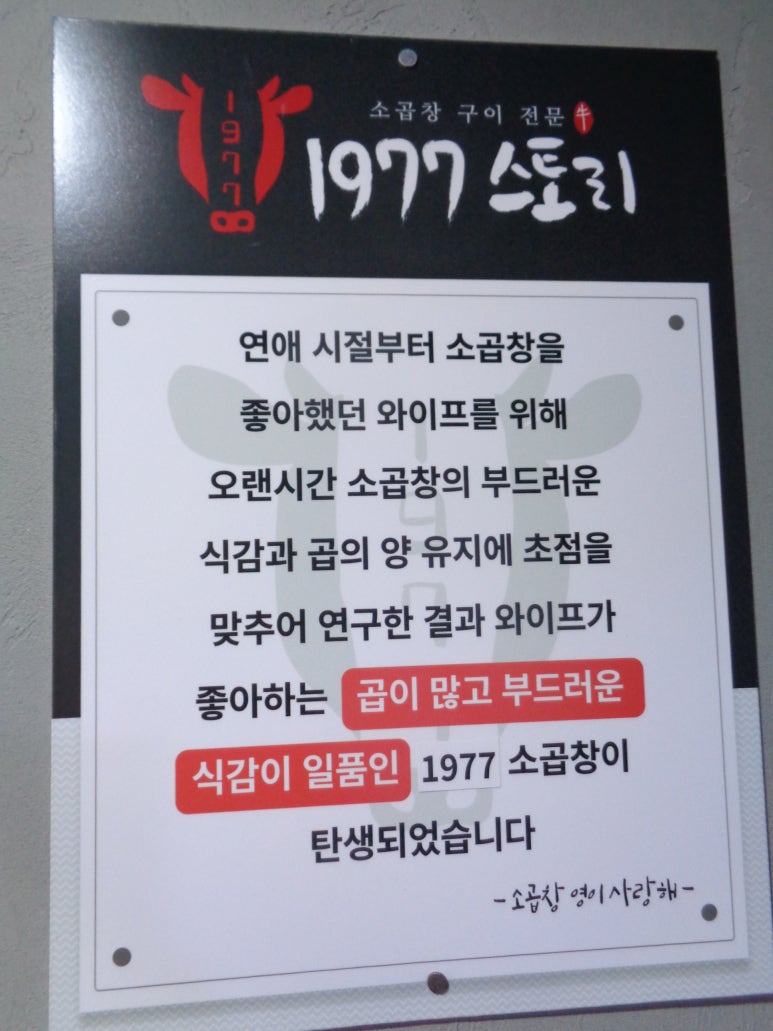 소곱창 구이 전문 牛
1977
1977 스토리
연애 시절부터 소곱창을
좋아했던 와이프를 위해
오랜시간 소곱창의 부드러운
식감과 곱의 양 유지에 초점을
맞추어 연구한 결과 와이프가
좋아하는 곱이 많고 부드러운
식감이 일품인 1977 소곱창이
탄생되었습니다
-소곱창 영이 사랑해-